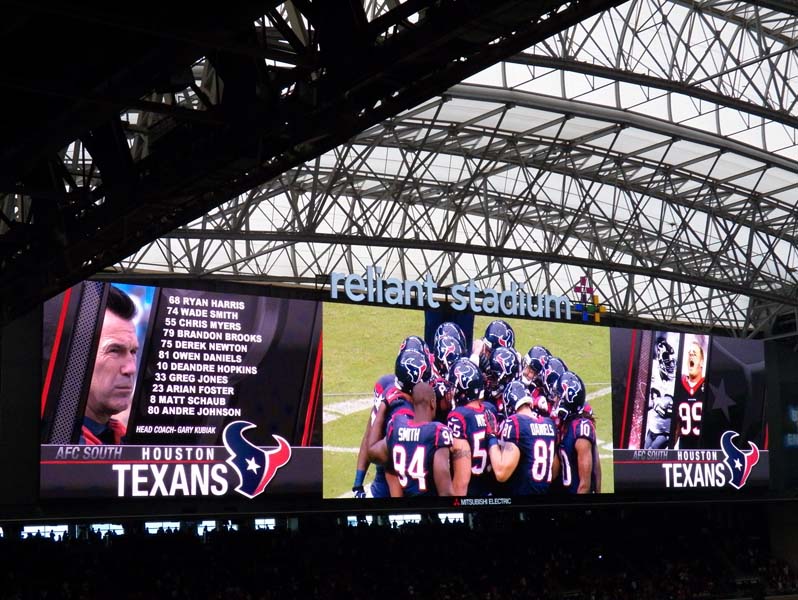 reliant stadium
68 RYAN HARRIS
74 WADE SMITH
55 CHRIS MYERS
79 BRANDON BROOKS
75 DEREK NEWTON
81 OWEN DANIELS
10 DEANDRE HOPKINS
33 GREG JONES
23 ARIAN FOSTER
8 MATT SCHAUB
80 ANDRE JOHNSON
HEAD COACH- GARY KUBIAK
AFC SOUTH HOUSTON
TEXANS
SMITH
94
81
DANIELS
10
99
AFC SOUTH HOUSTON
TEXANS
MITSUBISHI ELECTRIC